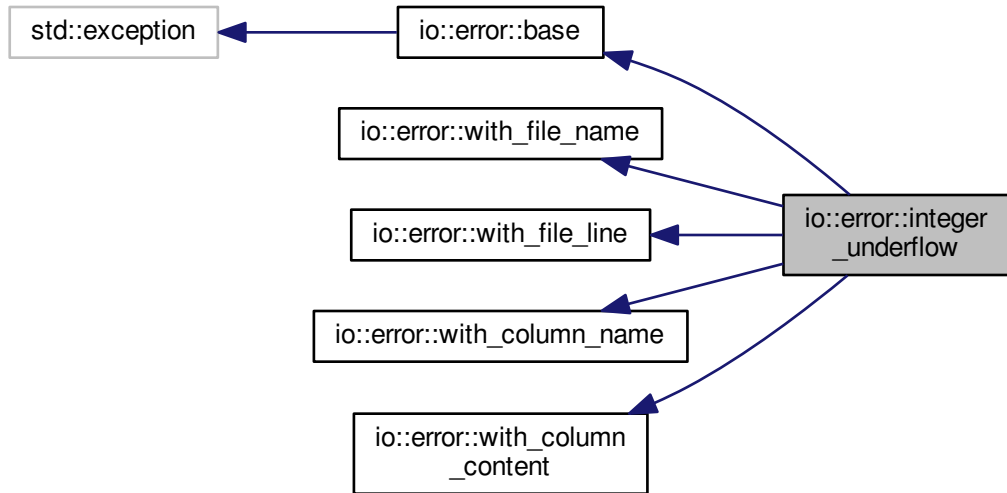 std::exception
io::error::base
io::error::with_file_name
io::error::integer
_underflow
io::error::with_file_line
io::error::with_column_name
io::error::with_column
_content